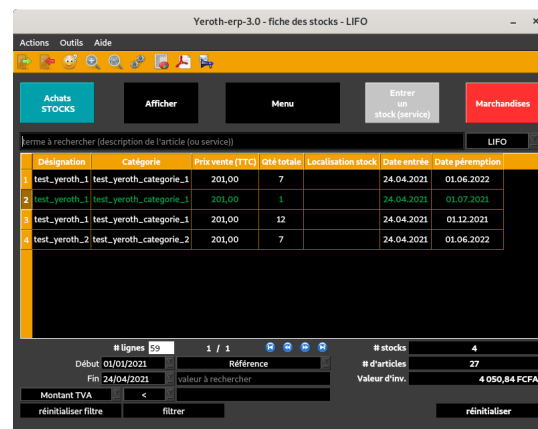 Yeroth-erp-3.0 - fiche des stocks - LIFO
Actions Outils Aide
Achats STOCKS
Afficher
Menu
Entrer un stock (service)
Marchandises
terme à rechercher (description de l'article (ou service))
LIFO
Désignation Catégorie Prix vente (TTC) Qté totale Localisation stock Date entrée Date péremption
1 test_yeroth_1 test_yeroth_categorie_1 201,00 7 24.04.2021 01.06.2022
2 test_yeroth_1 test_yeroth_categorie_1 201,00 1 24.04.2021 01.07.2021
3 test_yeroth_1 test_yeroth_categorie_1 201,00 12 24.04.2021 01.12.2021
4 test_yeroth_2 test_yeroth_categorie_2 201,00 7 24.04.2021 01.06.2022
# lignes 59 1 / 1 # stocks 4
Début 01/01/2021 Référence # d'articles 27
Fin 24/04/2021 valeur à rechercher Valeur d'inv. 4 050,84 FCFA
Montant TVA <
réinitialiser filtre filtrer réinitialiser